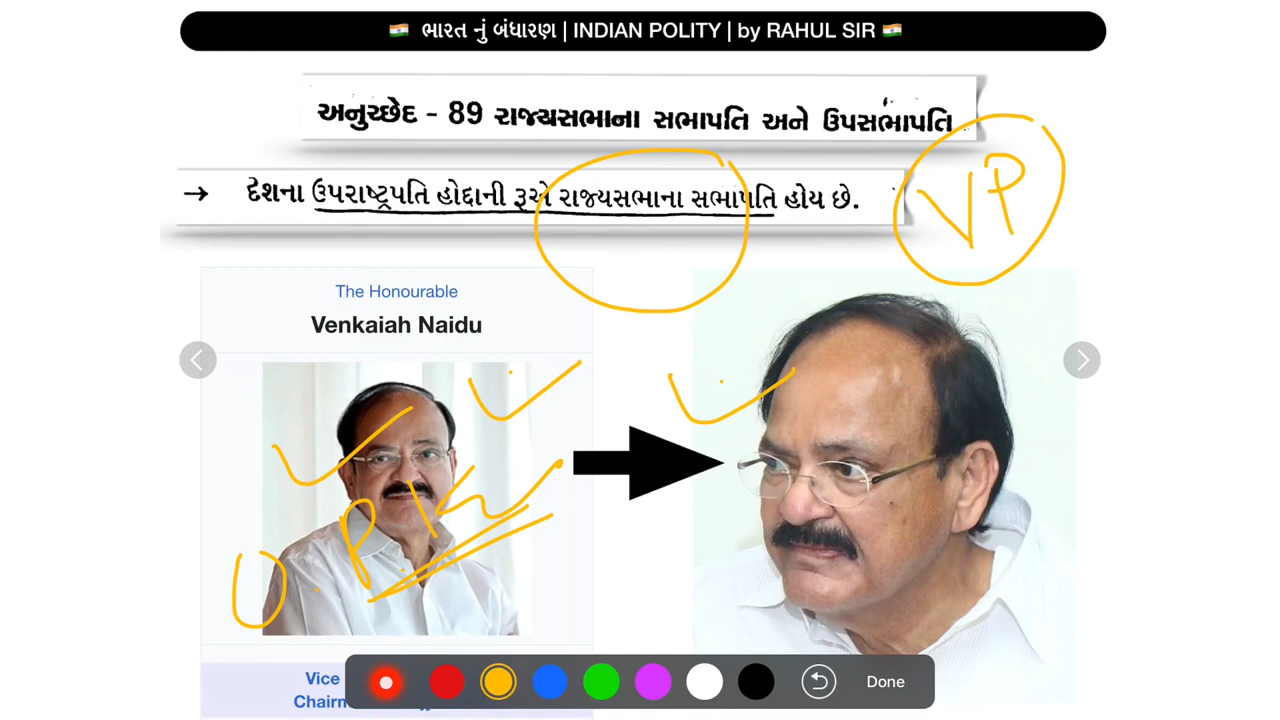 🇮🇳 ભારત નું બંધારણ | INDIAN POLITY | by RAHUL SIR 🇮🇳
અનુચ્છેદ - 89 રાજ્યસભાના સભાપતિ અને ઉપસભાપતિ
→ દેશના ઉપરાષ્ટ્રપતિ હોદ્દાની રૂએ રાજ્યસભાના સભાપતિ હોય છે.
VP
The Honourable
Venkaiah Naidu
Vice
Done